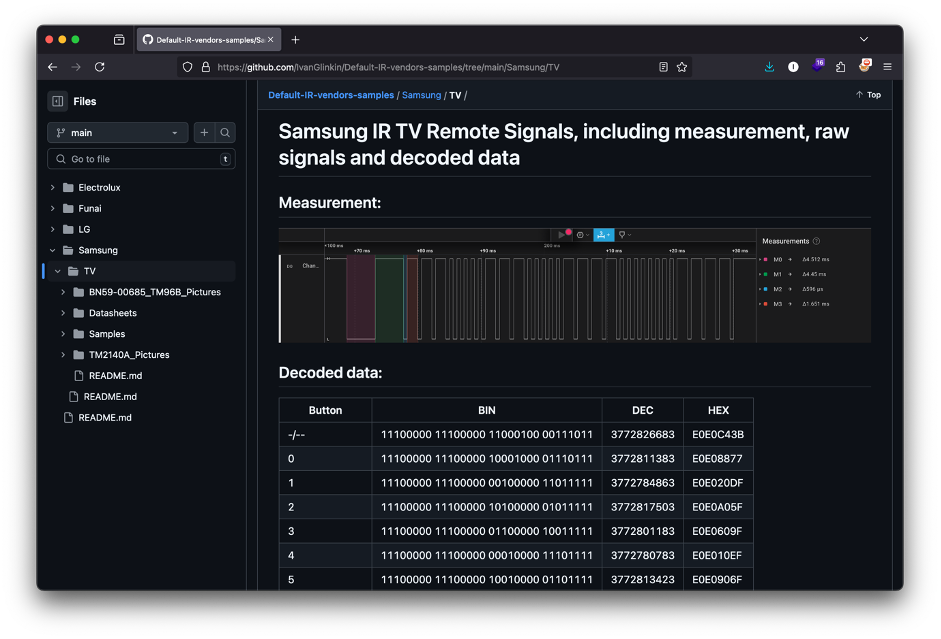 Default-IR-vendors-samples/Sa
https://github.com/IvanGlinkin/Default-IR-vendors-samples/tree/main/Samsung/TV
16
Files
main
Go to file
t
Electrolux
Funai
LG
Samsung
TV
BN59-00685_TM96B_Pictures
Datasheets
Samples
TM2140A_Pictures
README.md
README.md
README.md
Default-IR-vendors-samples / Samsung / TV /
Top
Samsung IR TV Remote Signals, including measurement, raw
signals and decoded data
Measurement:
+100 ms
200 ms
+70 ms +80 ms +90 ms +10 ms +20 ms +30 ms
Chan...
Measurements
M0 Δ4.512 ms
M1 Δ4.45 ms
M2 Δ596 µs
M3 Δ1.651 ms
Decoded data:
Button BIN DEC HEX
-/-- 11100000 11100000 11000100 00111011 3772826683 E0E0C43B
0 11100000 11100000 10001000 01110111 3772811383 E0E08877
1 11100000 11100000 00100000 11011111 3772784863 E0E020DF
2 11100000 11100000 10100000 01011111 3772817503 E0E0A05F
3 11100000 11100000 01100000 10011111 3772801183 E0E0609F
4 11100000 11100000 00010000 11101111 3772780783 E0E010EF
5 11100000 11100000 10010000 01101111 3772813423 E0E0906F